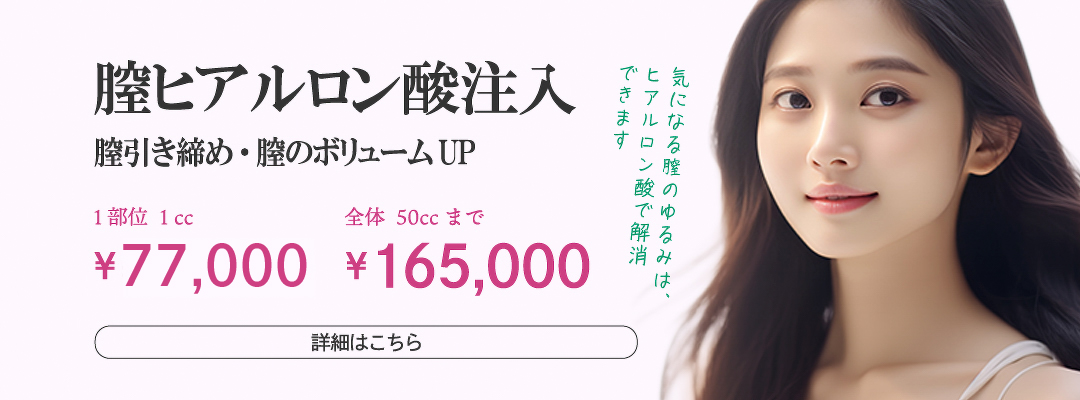 膣ヒアルロン酸注入
膣引き締め・膣のボリュームUP
1部位 1cc
¥77,000
全体 50ccまで
¥165,000
詳細はこちら
気になる膣のゆるみは、
ヒアルロン酸で解消
できます